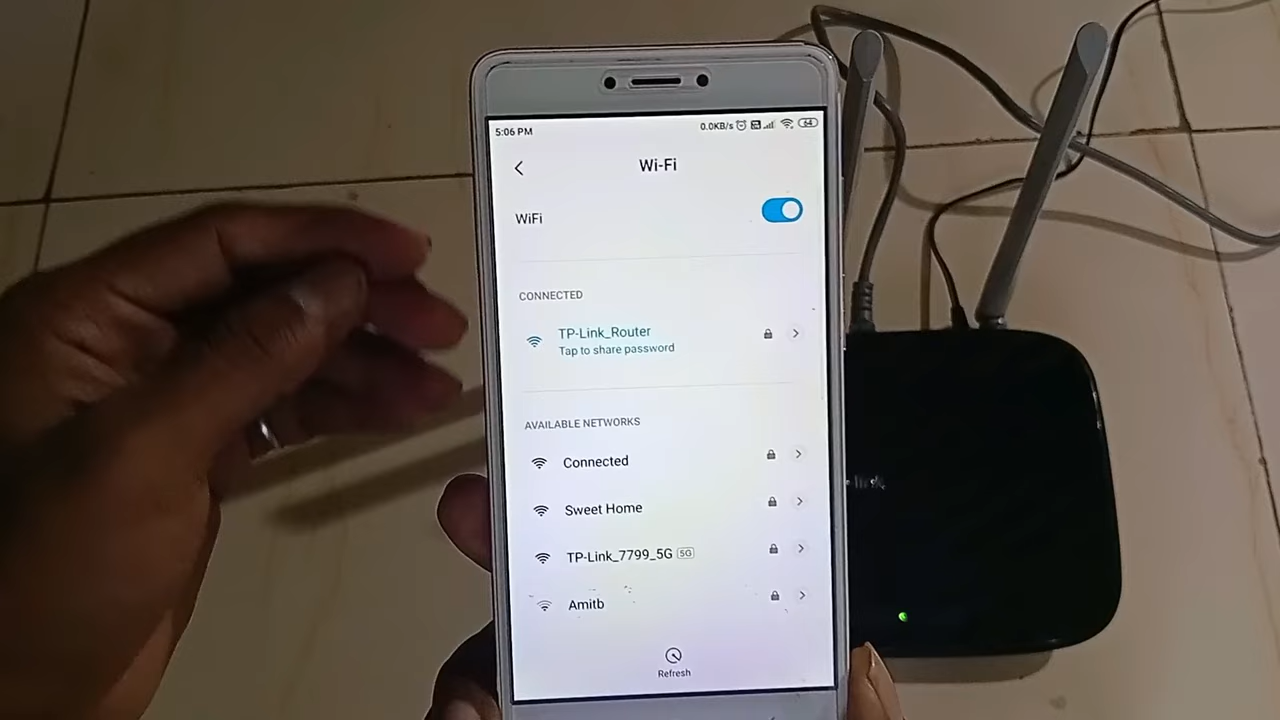 5:06 PM
0.0KB/s
64
Wi-Fi
WiFi
CONNECTED
TP-Link_Router
Tap to share password
AVAILABLE NETWORKS
Connected
Sweet Home
TP-Link_7799_5G 5G
Amitb
Refresh